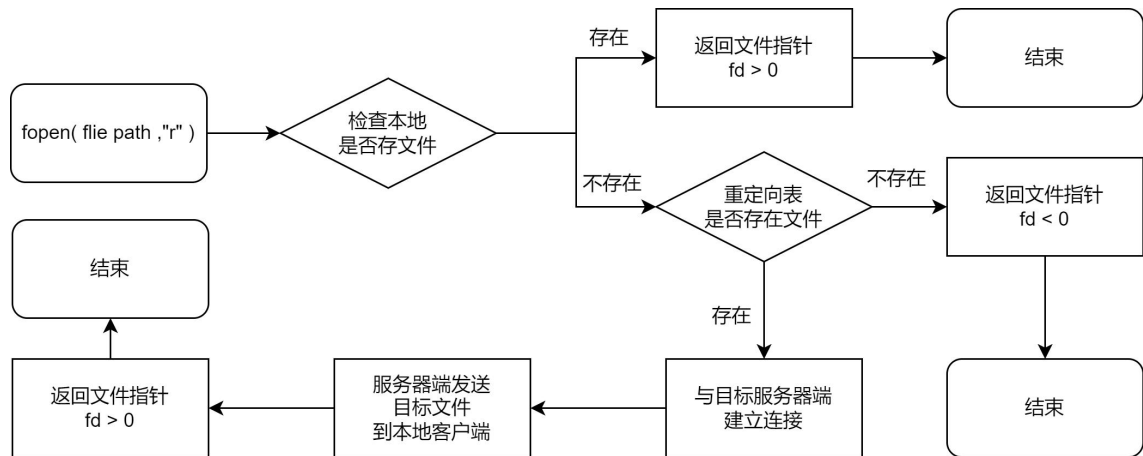 fopen( flie path ,"r" )
检查本地
是否存文件
存在
返回文件指针
fd > 0
结束
不存在
重定向表
是否存在文件
不存在
返回文件指针
fd < 0
结束
存在
与目标服务器端
建立连接
服务器端发送
目标文件
到本地客户端
返回文件指针
fd > 0
结束